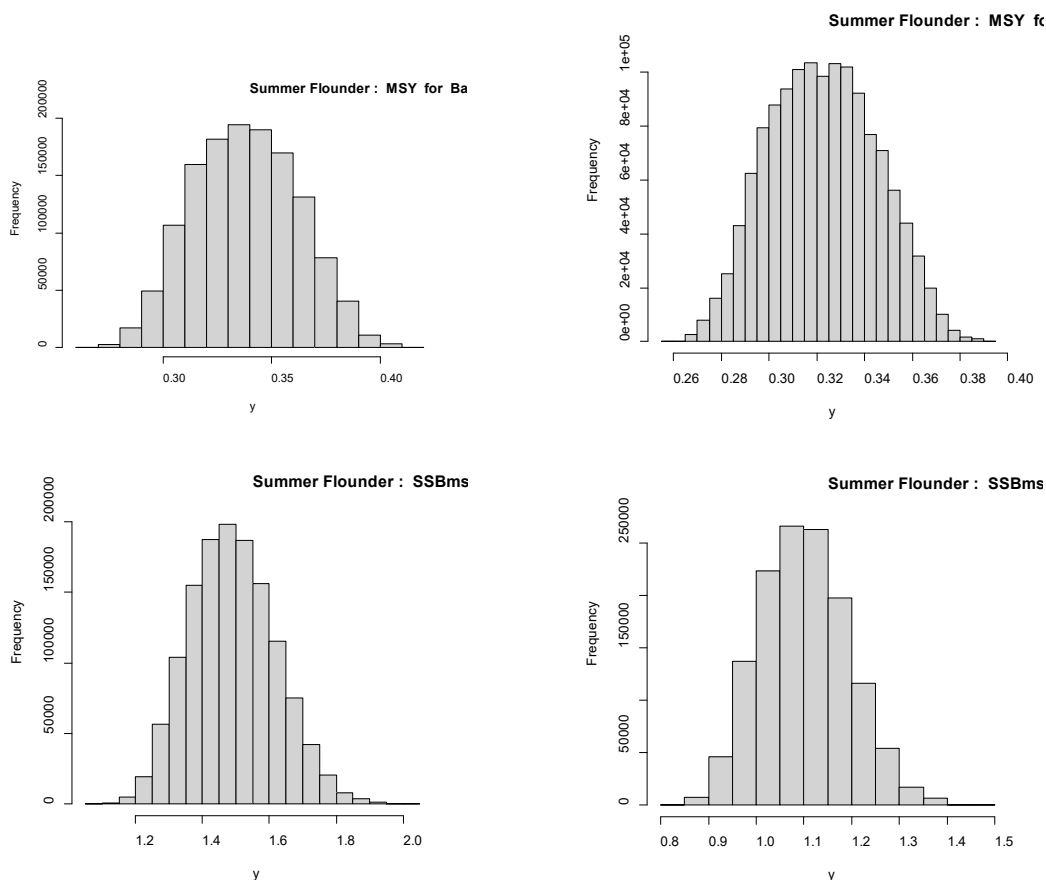 Summer Flounder : MSY for Ba
Frequency
200000
150000
100000
50000
0
0.30 0.35 0.40
y
Summer Flounder : MSY fo
Frequency
1e+05
8e+04
6e+04
4e+04
2e+04
0e+00
0.26 0.28 0.30 0.32 0.34 0.36 0.38 0.40
y
Summer Flounder : SSBms
Frequency
200000
150000
100000
50000
0
1.2 1.4 1.6 1.8 2.0
y
Summer Flounder : SSBms
Frequency
250000
150000
50000
0
0.8 0.9 1.0 1.1 1.2 1.3 1.4 1.5
y